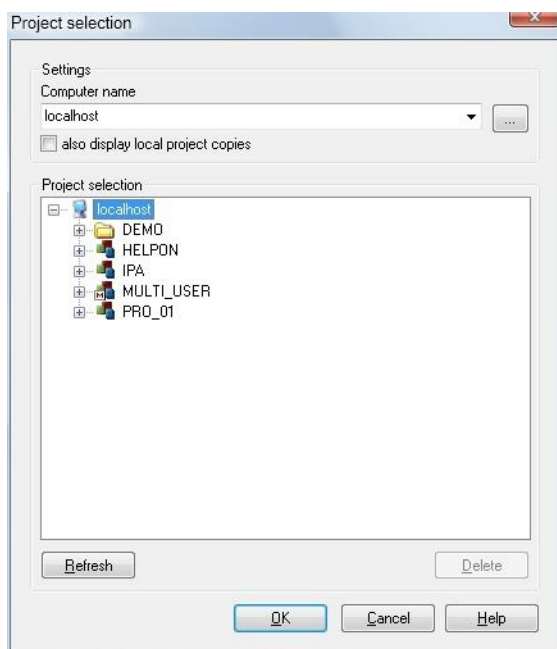 Project selection
Settings
Computer name
localhost
...
also display local project copies
Project selection
localhost
DEMO
HELPON
IPA
M MULTI_USER
PRO_01
Refresh Delete
OK Cancel Help